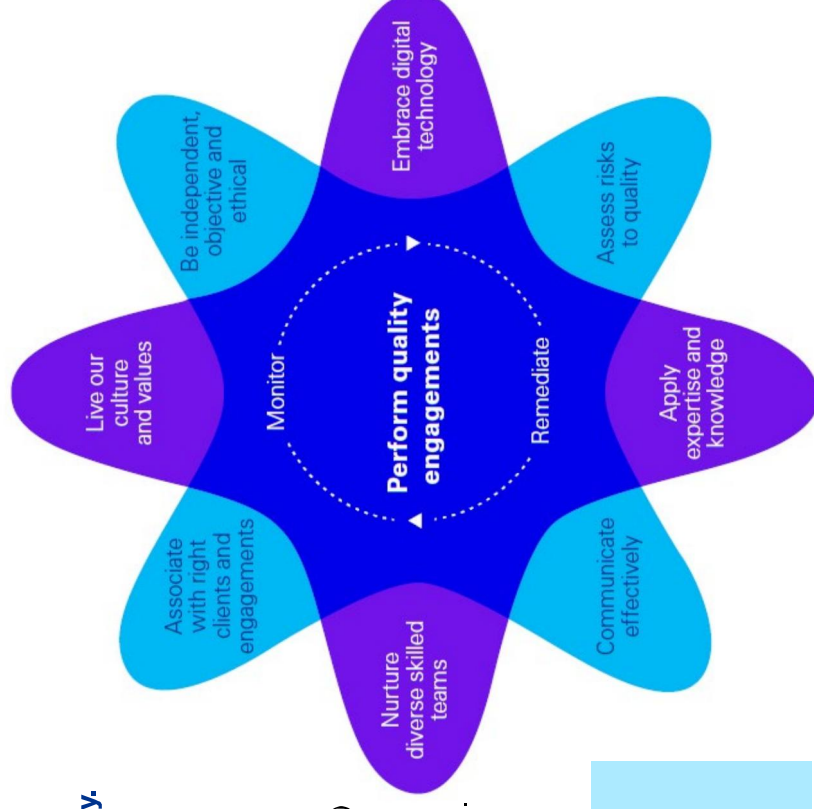 y.
Live our
culture
and values
Associate
with right
clients and
engagements
Be independent,
objective and
ethical
Monitor
Nurture
diverse skilled
teams
Perform quality
engagements
Embrace digital
technology
Remediate
Communicate
effectively
Assess risks
to quality
Apply
expertise and
knowledge